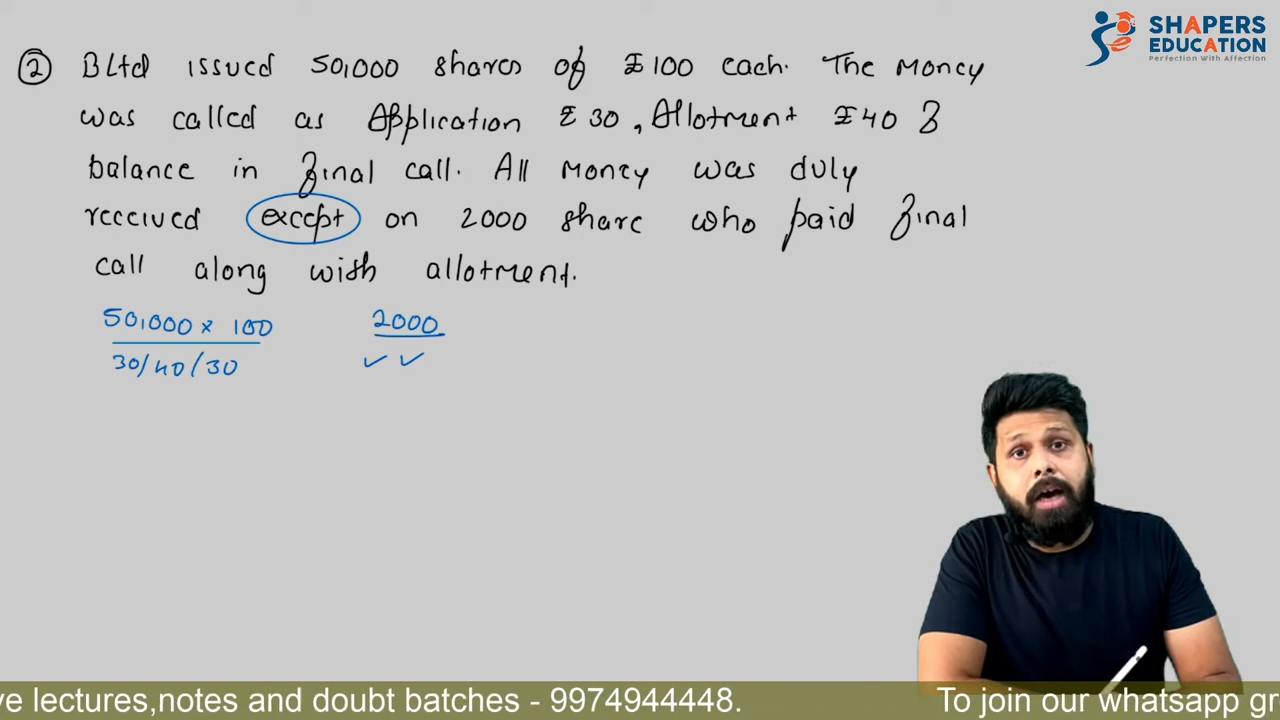 SHAPERS
EDUCATION
Perfection With Affection
② B Ltd issued 50,000 shares of ₹100 each. The Money
was called as Application ₹30, Allotment ₹40 &
balance in final call. All money was duly
received except on 2000 share who paid final
call along with allotment.
50,000 × 100 2000
30/40/30 ✓ ✓
ve lectures,notes and doubt batches - 9974944448. To join our whatsapp gr